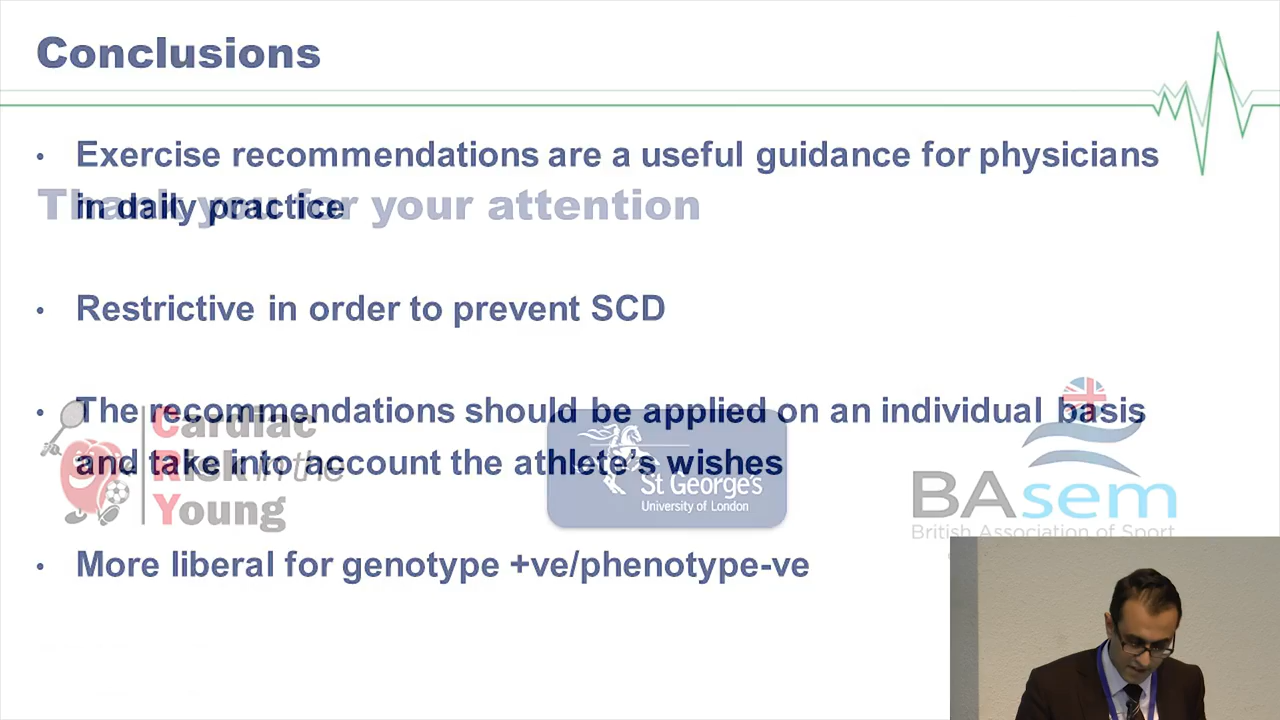 Conclusions
• Exercise recommendations are a useful guidance for physicians
in daily practice
Thank you for your attention
• Restrictive in order to prevent SCD
• The recommendations should be applied on an individual basis
and take into account the athlete's wishes
Cardiac
Risk in the
Young
St George's
University of London
BAsem
British Association of Sport
• More liberal for genotype +ve/phenotype-ve